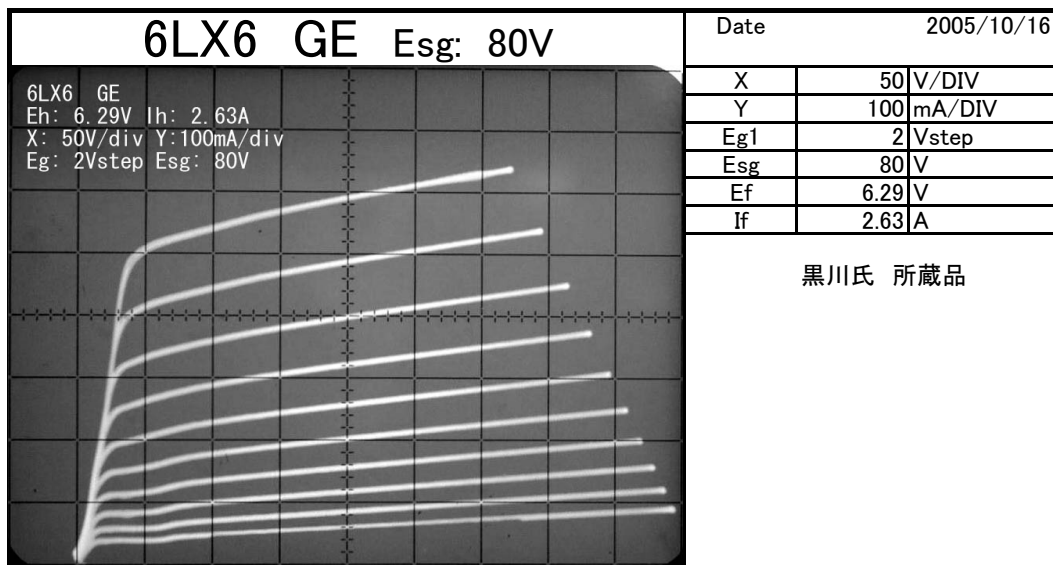 6LX6 GE Esg: 80V
Date 2005/10/16
6LX6 GE
Eh: 6.29V Ih: 2.63A
X: 50V/div Y:100mA/div
Eg: 2Vstep Esg: 80V
X 50 V/DIV
Y 100 mA/DIV
Eg1 2 Vstep
Esg 80 V
Ef 6.29 V
If 2.63 A
黒川氏 所蔵品